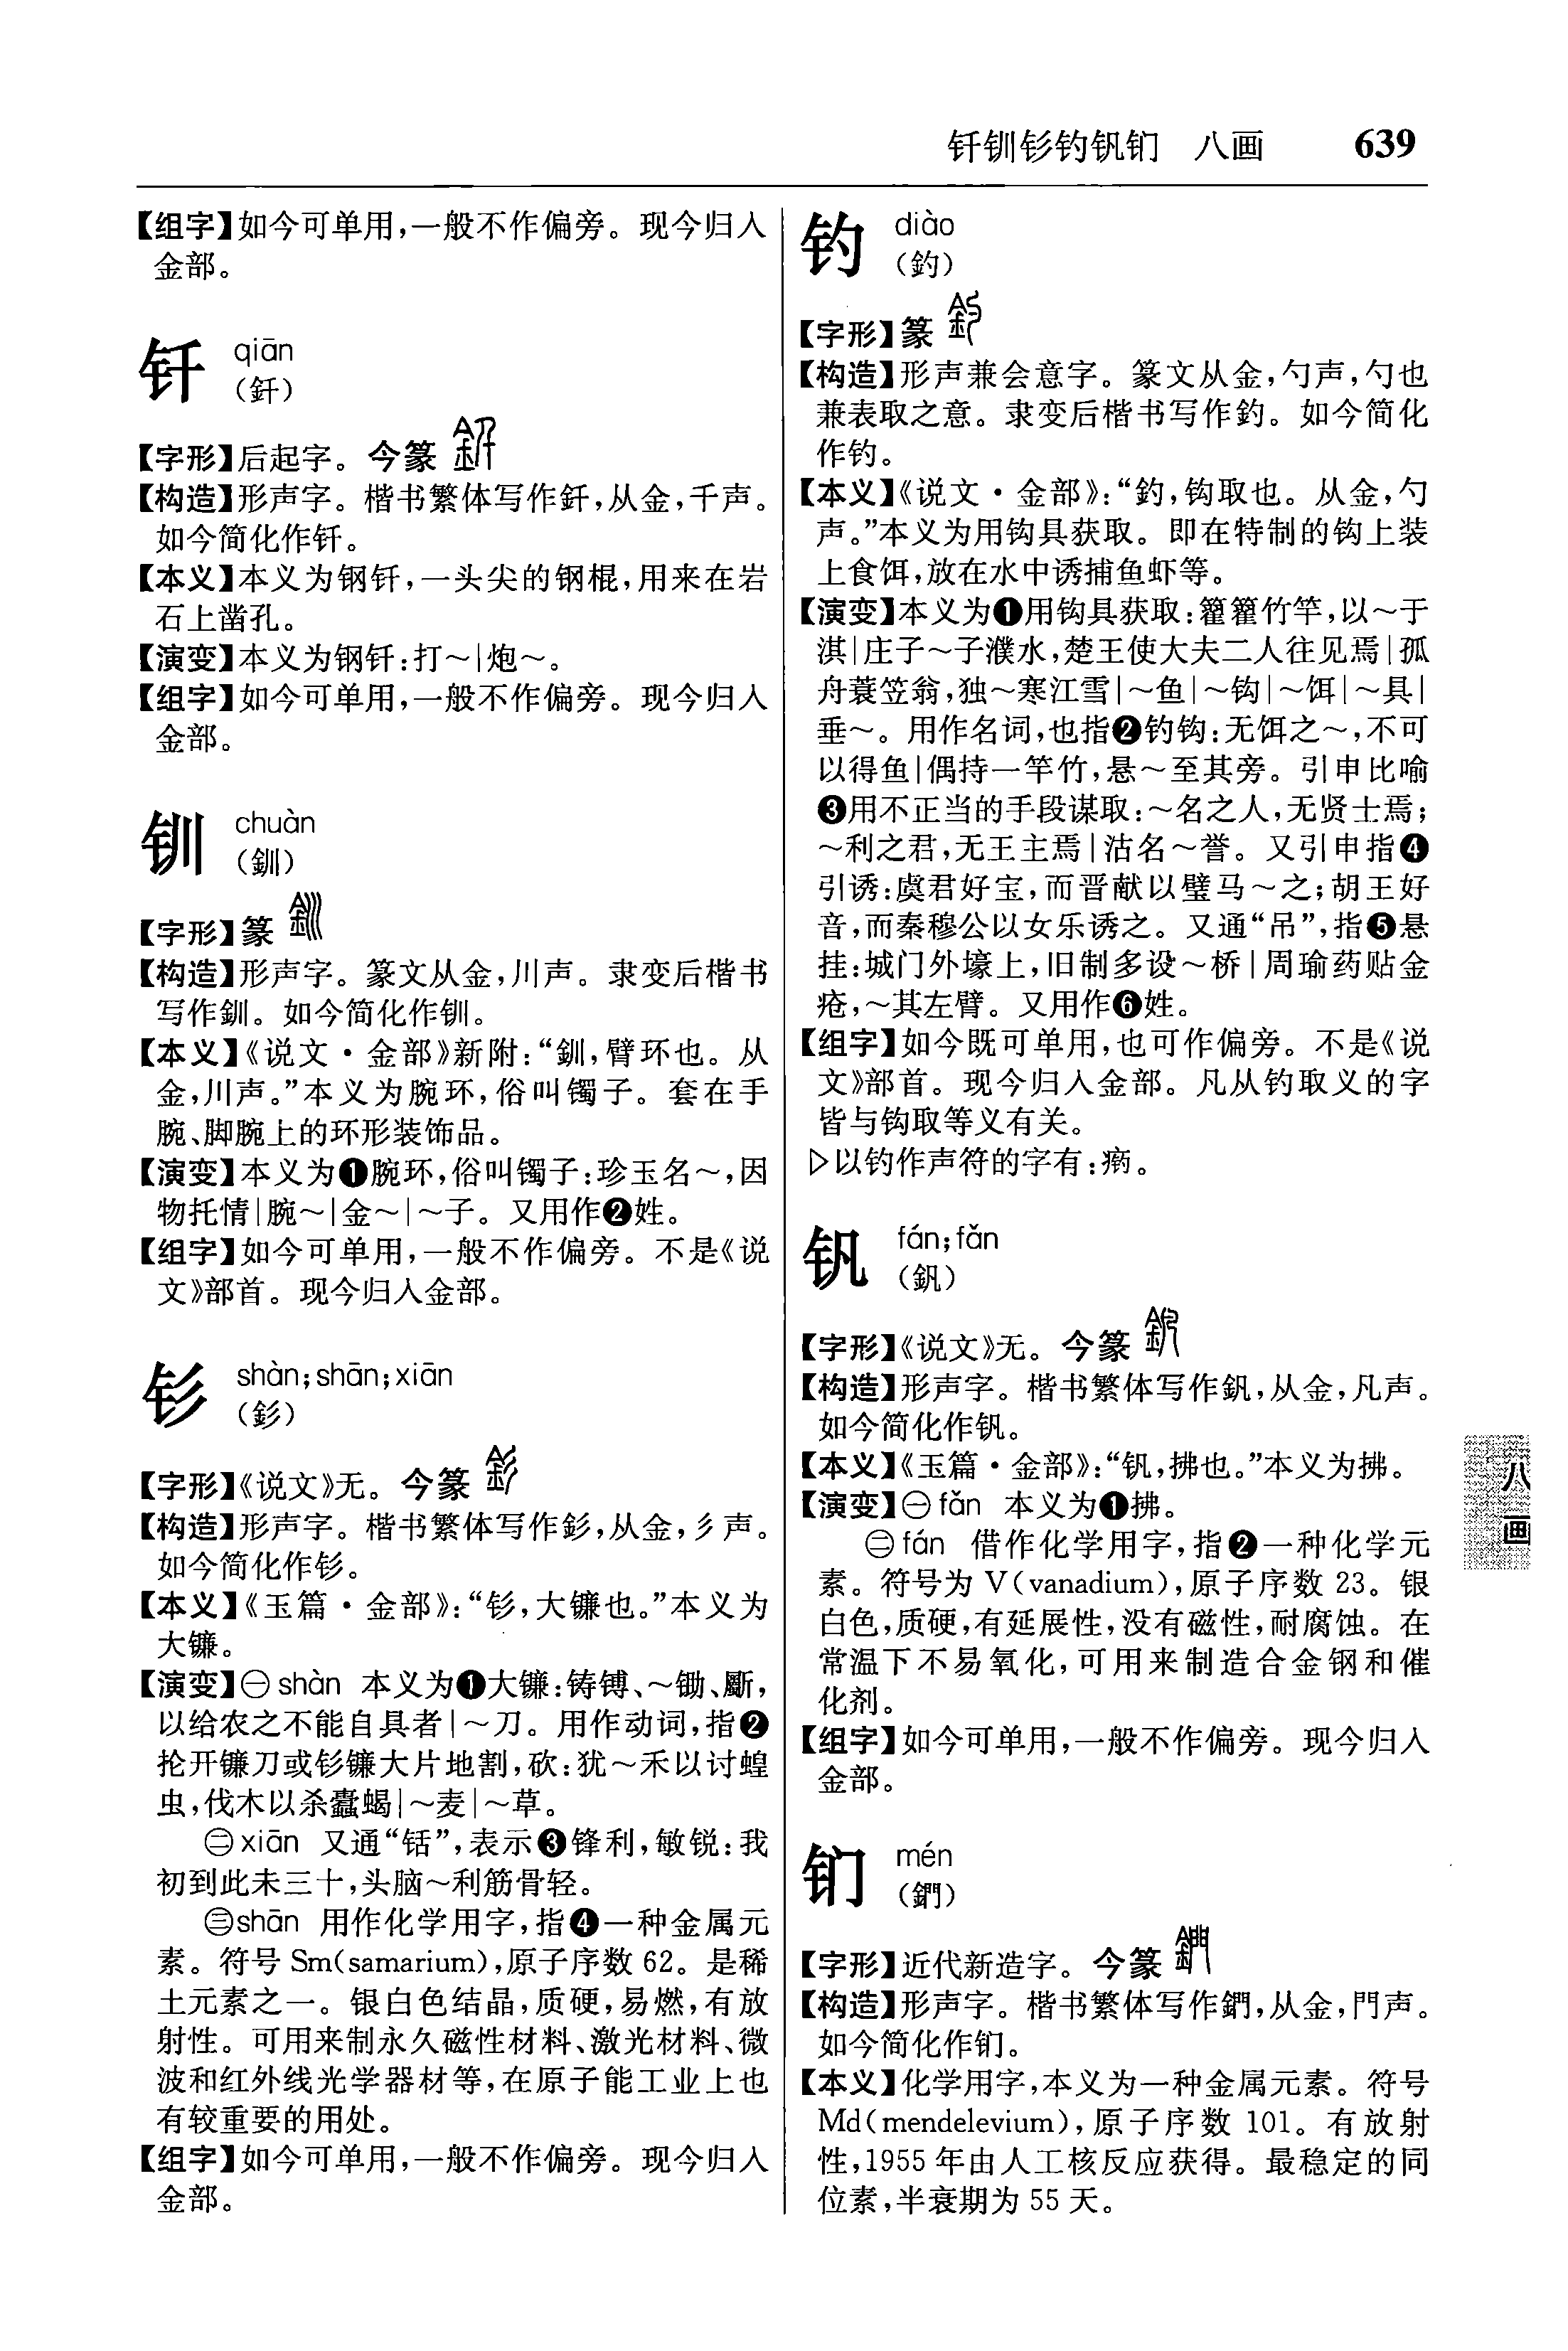 钎钏钐钓钒钔 八画 639
【组字】如今可单用,一般不作偏旁。现今归入
金部。
钎 qiān
(釺)
【字形】后起字。今篆
【构造】形声字。楷书繁体写作釺,从金,千声。
如今简化作钎。
【本义】本义为钢钎,一头尖的钢棍,用来在岩
石上凿孔。
【演变】本义为钢钎:打~|炮~。
【组字】如今可单用,一般不作偏旁。现今归入
金部。
钏 chuàn
(釧)
【字形】篆
【构造】形声字。篆文从金,川声。隶变后楷书
写作釧。如今简化作钏。
【本义】《说文·金部》新附:“釧,臂环也。从
金,川声。”本义为腕环,俗叫镯子。套在手
腕、脚腕上的环形装饰品。
【演变】本义为❶腕环,俗叫镯子:珍玉名~,因
物托情|腕~|金~|~子。又用作❷姓。
【组字】如今可单用,一般不作偏旁。不是《说
文》部首。现今归入金部。
钐 shàn;shān;xiān
(釤)
【字形】《说文》无。今篆
【构造】形声字。楷书繁体写作釤,从金,彡声。
如今简化作钐。
【本义】《玉篇·金部》:“钐,大镰也。”本义为
大镰。
【演变】㊀shàn 本义为❶大镰:铸镈、~锄、斸,
以给农之不能自具者|~刀。用作动词,指❷
抡开镰刀或钐镰大片地割,砍:犹~禾以讨蝗
虫,伐木以杀蠹蝎|~麦|~草。
㊁xiān 又通“铦”,表示❸锋利,敏锐:我
初到此未三十,头脑~利筋骨轻。
㊂shān 用作化学用字,指❹一种金属元
素。符号 Sm(samarium),原子序数 62。是稀
土元素之一。银白色结晶,质硬,易燃,有放
射性。可用来制永久磁性材料、激光材料、微
波和红外线光学器材等,在原子能工业上也
有较重要的用处。
【组字】如今可单用,一般不作偏旁。现今归入
金部。
钓 diào
(釣)
【字形】篆
【构造】形声兼会意字。篆文从金,勺声,勺也
兼表取之意。隶变后楷书写作釣。如今简化
作钓。
【本义】《说文·金部》:“釣,钩取也。从金,勺
声。”本义为用钩具获取。即在特制的钩上装
上食饵,放在水中诱捕鱼虾等。
【演变】本义为❶用钩具获取:籊籊竹竿,以~于
淇|庄子~子濮水,楚王使大夫二人往见焉|孤
舟蓑笠翁,独~寒江雪|~鱼|~钩|~饵|~具|
垂~。用作名词,也指❷钓钩:无饵之~,不可
以得鱼|偶持一竿竹,悬~至其旁。引申比喻
❸用不正当的手段谋取:~名之人,无贤士焉;
~利之君,无王主焉|沽名~誉。又引申指❹
引诱:虞君好宝,而晋献以璧马~之;胡王好
音,而秦穆公以女乐诱之。又通“吊”,指❺悬
挂:城门外壕上,旧制多设~桥|周瑜药贴金
疮,~其左臂。又用作❻姓。
【组字】如今既可单用,也可作偏旁。不是《说
文》部首。现今归入金部。凡从钓取义的字
皆与钩取等义有关。
▷以钓作声符的字有:瘹。
钒 fán;fǎn
(釩)
【字形】《说文》无。今篆
【构造】形声字。楷书繁体写作釩,从金,凡声。
如今简化作钒。
【本义】《玉篇·金部》:“钒,拂也。”本义为拂。
【演变】㊀fǎn 本义为❶拂。
㊁fán 借作化学用字,指❷一种化学元
素。符号为 V(vanadium),原子序数 23。银
白色,质硬,有延展性,没有磁性,耐腐蚀。在
常温下不易氧化,可用来制造合金钢和催
化剂。
【组字】如今可单用,一般不作偏旁。现今归入
金部。
钔 mén
(鍆)
【字形】近代新造字。今篆
【构造】形声字。楷书繁体写作鍆,从金,門声。
如今简化作钔。
【本义】化学用字,本义为一种金属元素。符号
Md(mendelevium),原子序数 101。有放射
性,1955 年由人工核反应获得。最稳定的同
位素,半衰期为 55 天。
八画